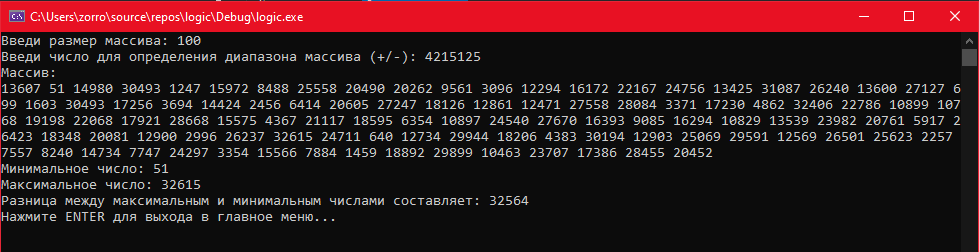 C:\Users\zorro\source\repos\logic\Debug\logic.exe
Введи размер массива: 100
Введи число для определения диапазона массива (+/-): 4215125
Массив:
13607 51 14980 30493 1247 15972 8488 25558 20490 20262 9561 3096 12294 16172 22167 24756 13425 31087 26240 13600 27127 6
99 1603 30493 17256 3694 14424 2456 6414 20605 27247 18126 12861 12471 27558 28084 3371 17230 4862 32406 22786 10899 107
68 19198 22068 17921 28668 15575 4367 21117 18595 6354 10897 24540 27670 16393 9085 16294 10829 13539 23982 20761 5917 2
6423 18348 20081 12900 2996 26237 32615 24711 640 12734 29944 18206 4383 30194 12903 25069 29591 12569 26501 25623 2257
7557 8240 14734 7747 24297 3354 15566 7884 1459 18892 29899 10463 23707 17386 28455 20452
Минимальное число: 51
Максимальное число: 32615
Разница между максимальным и минимальным числами составляет: 32564
Нажмите ENTER для выхода в главное меню...